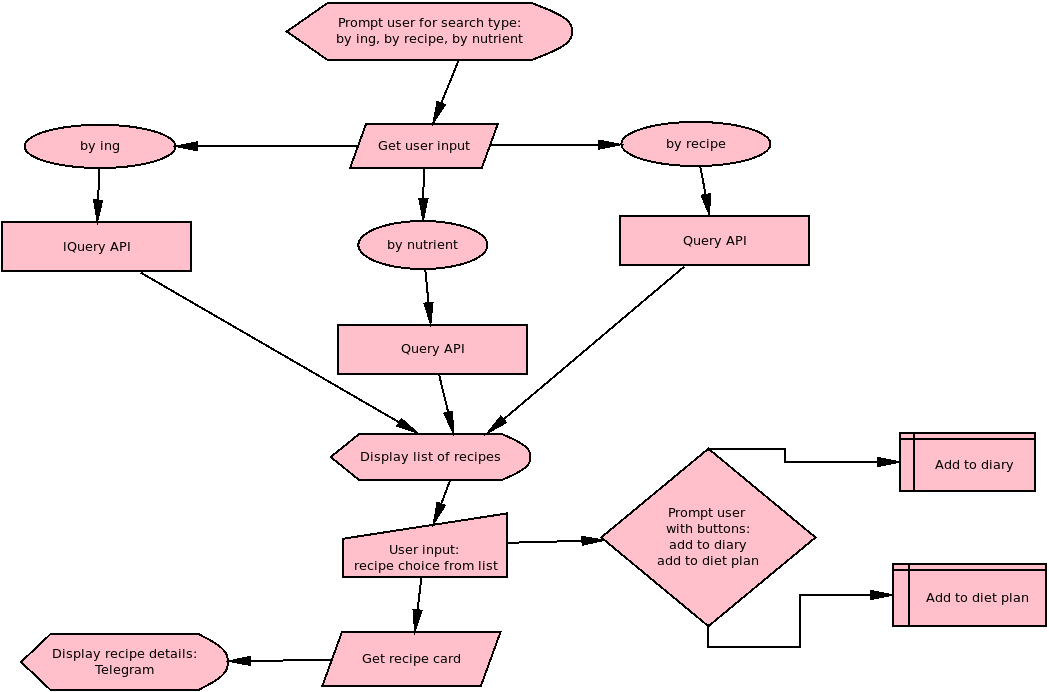 Prompt user for search type:
by ing, by recipe, by nutrient
Get user input
by ing
by recipe
by nutrient
IQuery API
Query API
Query API
Display list of recipes
User input:
recipe choice from list
Prompt user
with buttons:
add to diary
add to diet plan
Add to diary
Add to diet plan
Get recipe card
Display recipe details:
Telegram